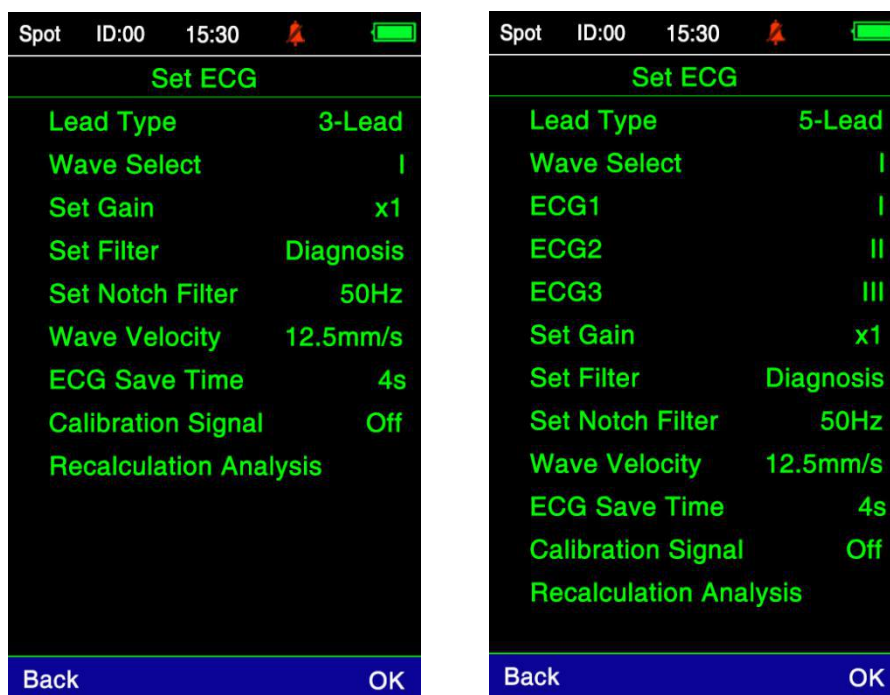 Spot ID:00 15:30
Set ECG
Lead Type 3-Lead
Wave Select I
Set Gain x1
Set Filter Diagnosis
Set Notch Filter 50Hz
Wave Velocity 12.5mm/s
ECG Save Time 4s
Calibration Signal Off
Recalculation Analysis
Back OK
Spot ID:00 15:30
Set ECG
Lead Type 5-Lead
Wave Select I
ECG1 I
ECG2 II
ECG3 III
Set Gain x1
Set Filter Diagnosis
Set Notch Filter 50Hz
Wave Velocity 12.5mm/s
ECG Save Time 4s
Calibration Signal Off
Recalculation Analysis
Back OK